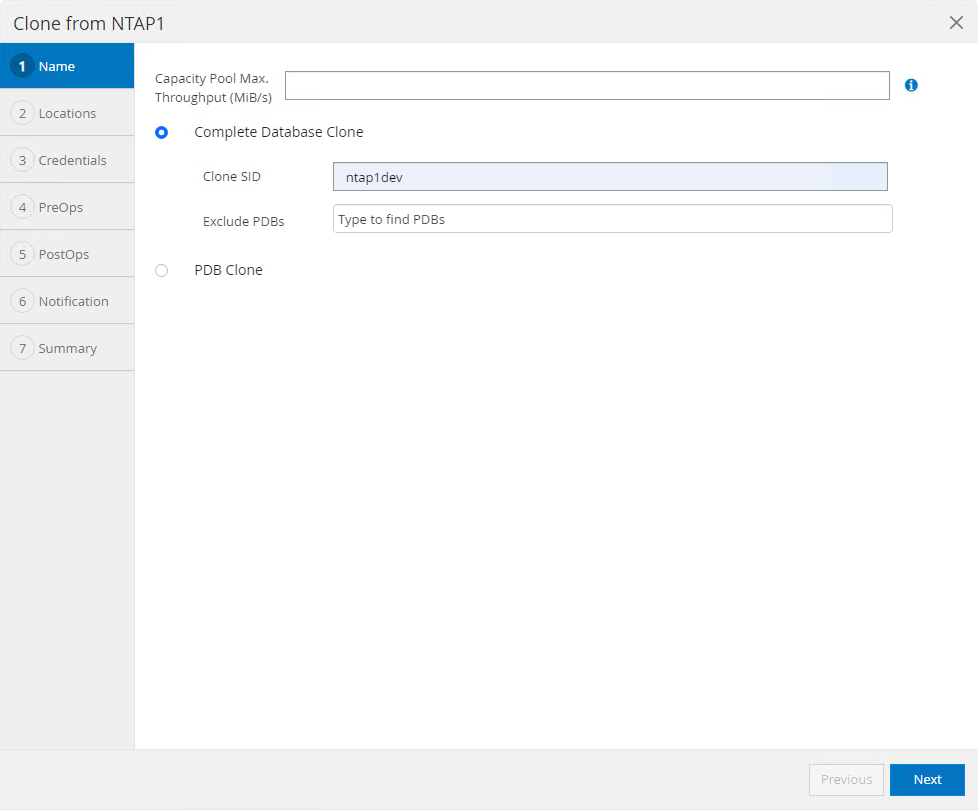 Clone from NTAP1
1 Name
2 Locations
3 Credentials
4 PreOps
5 PostOps
6 Notification
7 Summary
Capacity Pool Max.
Throughput (MiB/s)
Complete Database Clone
Clone SID
ntap1dev
Exclude PDBs
Type to find PDBs
PDB Clone
Previous
Next